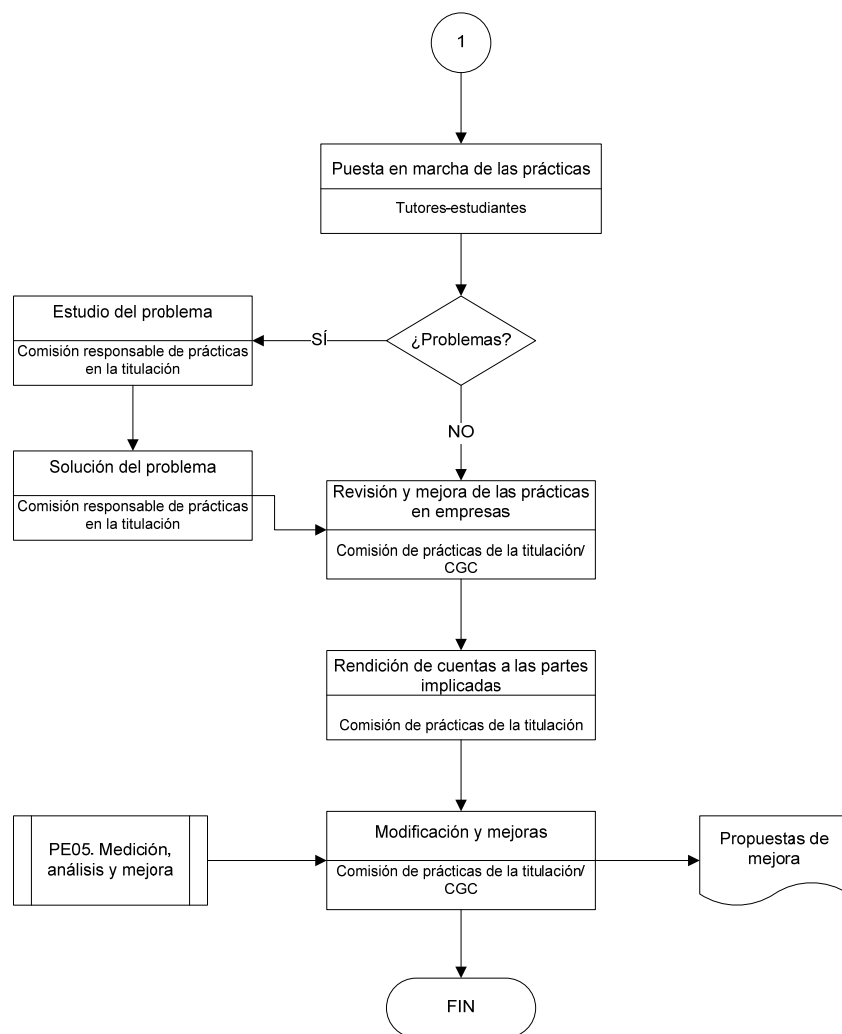 1
Puesta en marcha de las prácticas
Tutores-estudiantes
¿Problemas?
SÍ
Estudio del problema
Comisión responsable de prácticas
en la titulación
Solución del problema
Comisión responsable de prácticas
en la titulación
NO
Revisión y mejora de las prácticas
en empresas
Comisión de prácticas de la titulación/
CGC
Rendición de cuentas a las partes
implicadas
Comisión de prácticas de la titulación
PE05. Medición,
análisis y mejora
Modificación y mejoras
Comisión de prácticas de la titulación/
CGC
Propuestas de
mejora
FIN